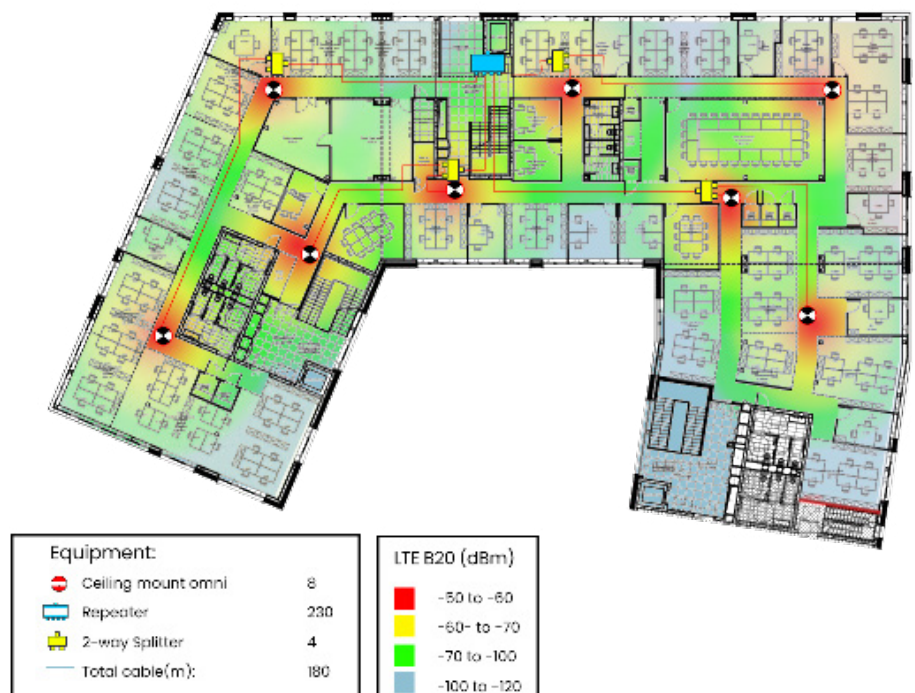 Equipment:
Ceiling mount omni 8
Repeater 230
2-way Splitter 4
Total cable(m): 180
LTE B20 (dBm)
-50 to -60
-60- to -70
-70 to -100
-100 to -120